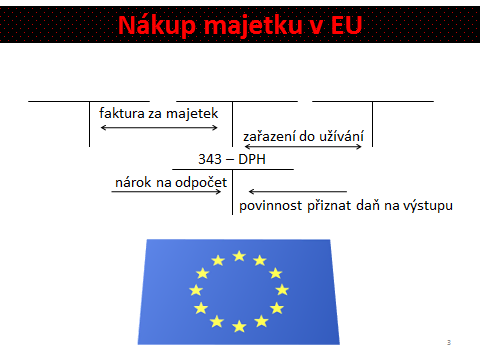 Nákup majetku v EU
faktura za majetek
zařazení do užívání
343 – DPH
nárok na odpočet
povinnost přiznat daň na výstupu
3